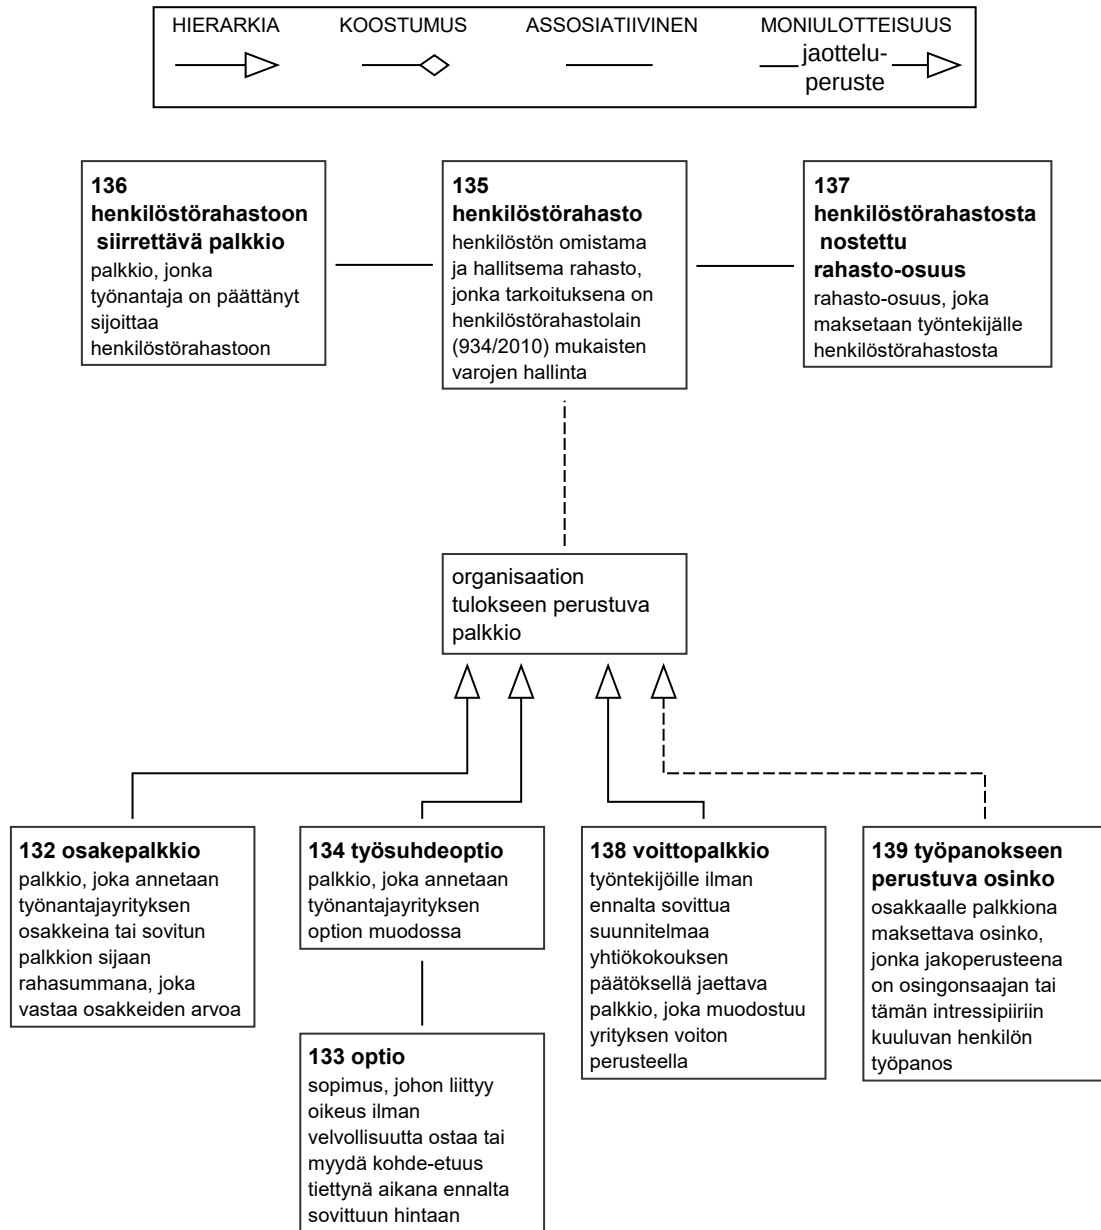 HIERARKIA
KOOSTUMUS
ASSOSIATIIVINEN
MONIULOTTEISUUS
jaottelu-
peruste
136
henkilöstörahastoon
siirrettävä palkkio
palkkio, jonka
työnantaja on päättänyt
sijoittaa
henkilöstörahastoon
135
henkilöstörahasto
henkilöstön omistama
ja hallitsema rahasto,
jonka tarkoituksena on
henkilöstörahastolain
(934/2010) mukaisten
varojen hallinta
137
henkilöstörahastosta
nostettu
rahasto-osuus
rahasto-osuus, joka
maksetaan työntekijälle
henkilöstörahastosta
organisaation
tulokseen perustuva
palkkio
132 osakepalkkio
palkkio, joka annetaan
työnantajayrityksen
osakkeina tai sovitun
palkkion sijaan
rahasummana, joka
vastaa osakkeiden arvoa
134 työsuhdeoptio
palkkio, joka annetaan
työnantajayrityksen
option muodossa
133 optio
sopimus, johon liittyy
oikeus ilman
velvollisuutta ostaa tai
myydä kohde-etuus
tiettynä aikana ennalta
sovittuun hintaan
138 voittopalkkio
työntekijöille ilman
ennalta sovittua
suunnitelmaa
yhtiökokouksen
päätöksellä jaettava
palkkio, joka muodostuu
yrityksen voiton
perusteella
139 työpanokseen
perustuva osinko
osakkaalle palkkiona
maksettava osinko,
jonka jakoperusteena
on osingonsaajan tai
tämän intressipiiriin
kuuluvan henkilön
työpanos